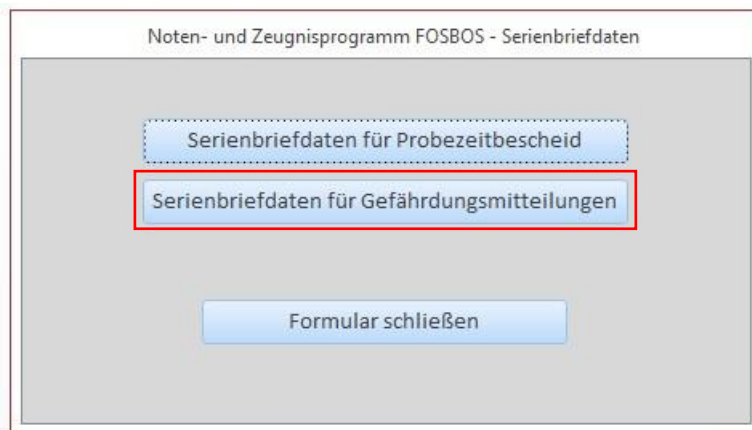 Noten- und Zeugnisprogramm FOSBOS - Serienbriefdaten
Serienbriefdaten für Probezeitbescheid
Serienbriefdaten für Gefährdungsmitteilungen
Formular schließen